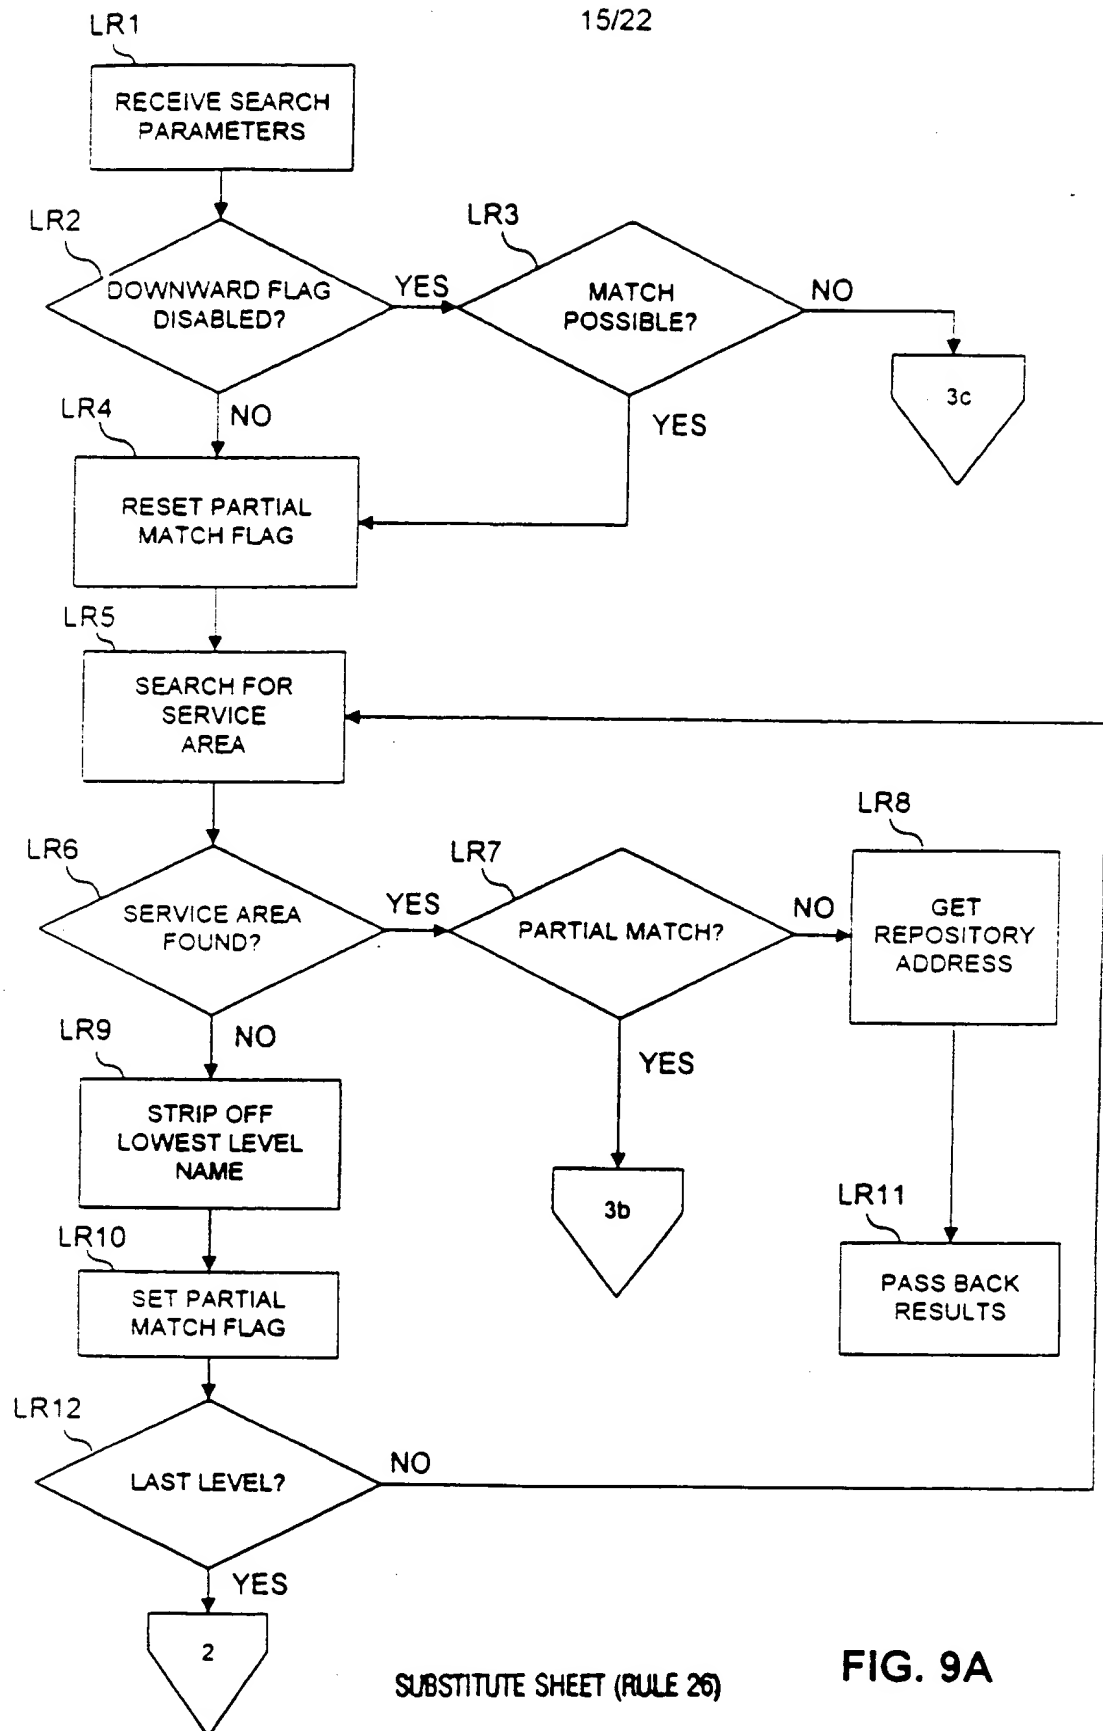 15/22
LR1
RECEIVE SEARCH
PARAMETERS
LR2
DOWNWARD FLAG
DISABLED?
YES
LR3
MATCH
POSSIBLE?
NO
3c
NO
YES
LR4
RESET PARTIAL
MATCH FLAG
LR5
SEARCH FOR
SERVICE
AREA
LR6
SERVICE AREA
FOUND?
YES
LR7
PARTIAL MATCH?
NO
LR8
GET
REPOSITORY
ADDRESS
NO
YES
LR9
STRIP OFF
LOWEST LEVEL
NAME
3b
LR11
PASS BACK
RESULTS
LR10
SET PARTIAL
MATCH FLAG
LR12
LAST LEVEL?
NO
YES
2
SUBSTITUTE SHEET (RULE 26)
FIG. 9A